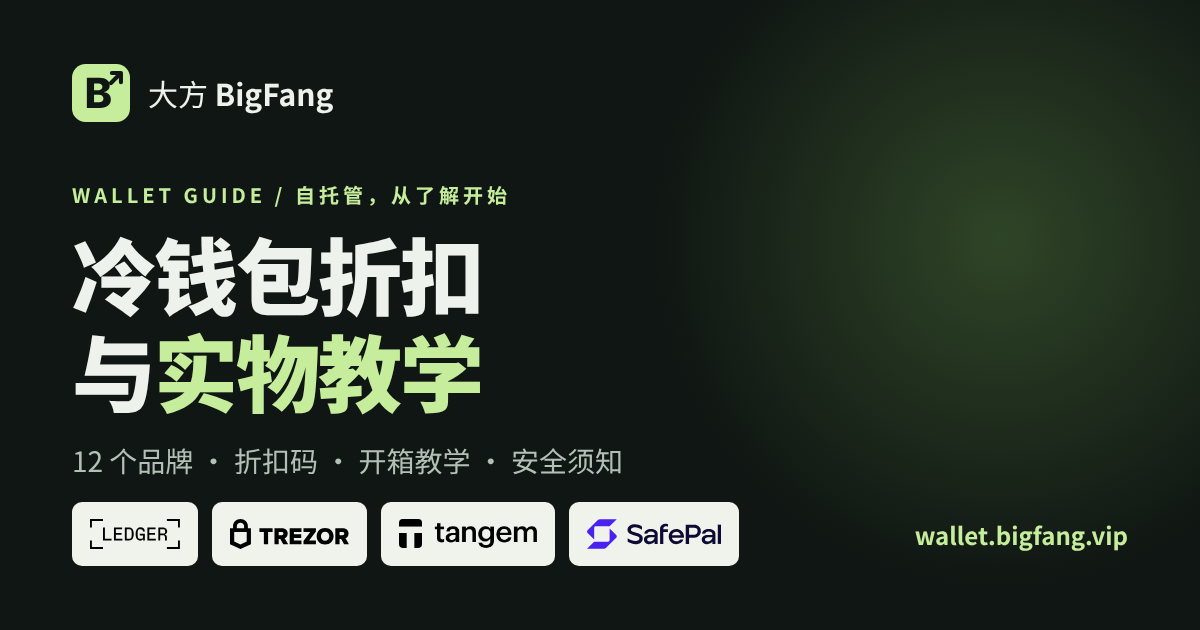 B
大方 BigFang
WALLET GUIDE / 自托管，从了解开始
冷钱包折扣
与实物教学
12 个品牌 · 折扣码 · 开箱教学 · 安全须知
LEDGER TREZOR tangem SafePal
wallet.bigfang.vip